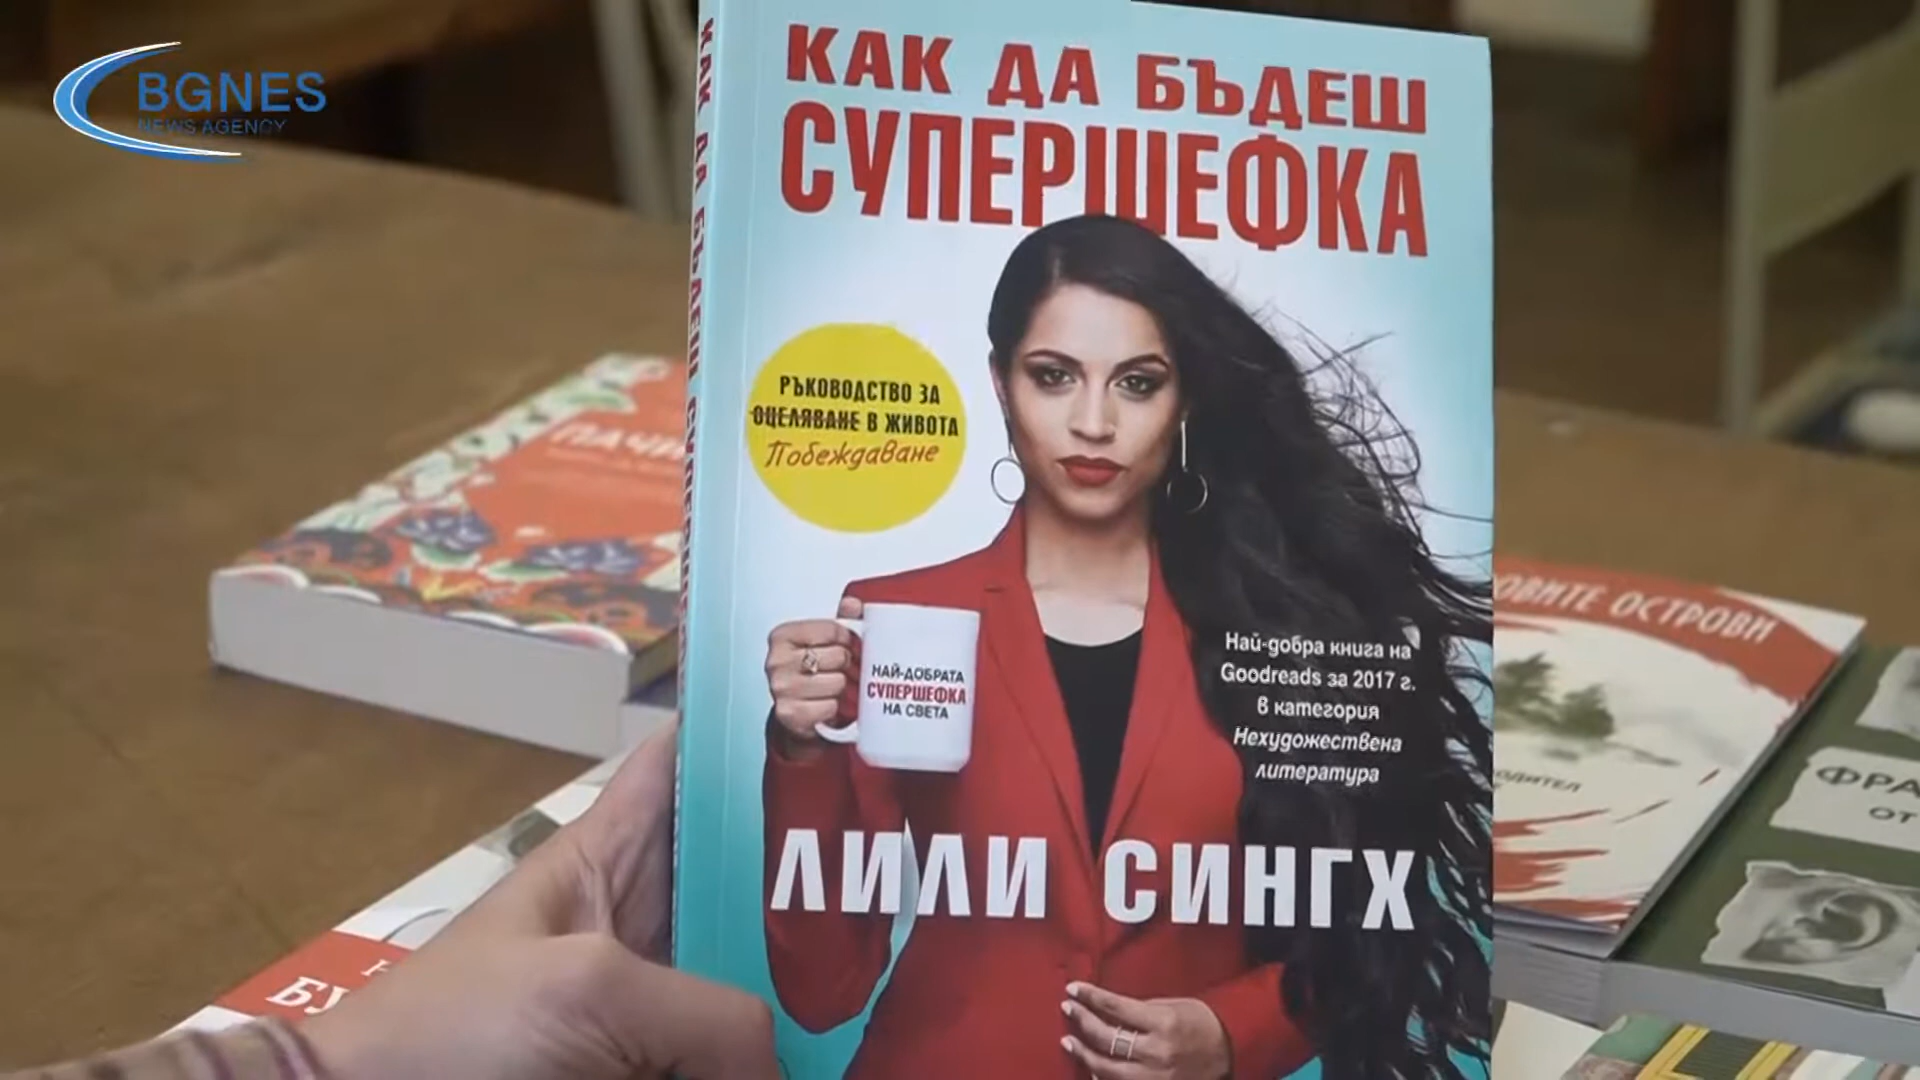 BGNES
NEWS AGENCY
КАК ДА БЪДЕШ
СУПЕРШЕФКА
РЪКОВОДСТВО ЗА
ОЦЕЛЯВАНЕ В ЖИВОТА
Побеждаване
НАЙ-ДОБРАТА
СУПЕРШЕФКА
НА СВЕТА
Най-добра книга на
Goodreads за 2017 г.
в категория
Нехудожествена
литература
ЛИЛИ СИНГХ
КАК ДА БЪДЕШ СУПЕРШЕФКА
ОСТРОВИ
ОТ